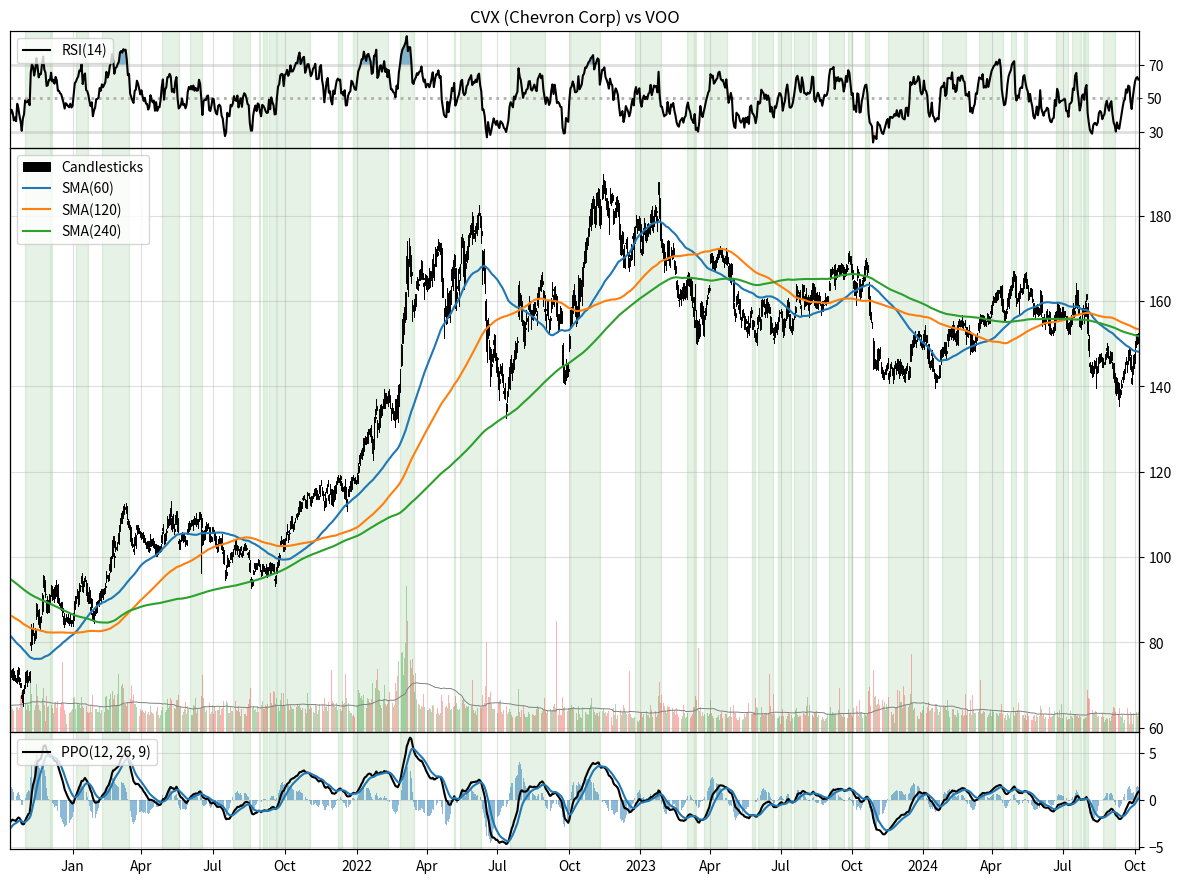 CVX (Chevron Corp) vs VOO
RSI(14)
70
50
30
Candlesticks
SMA(60)
SMA(120)
SMA(240)
180
160
140
120
100
80
60
PPO(12, 26, 9)
5
0
−5
Jan Apr Jul Oct 2022 Apr Jul Oct 2023 Apr Jul Oct 2024 Apr Jul Oct